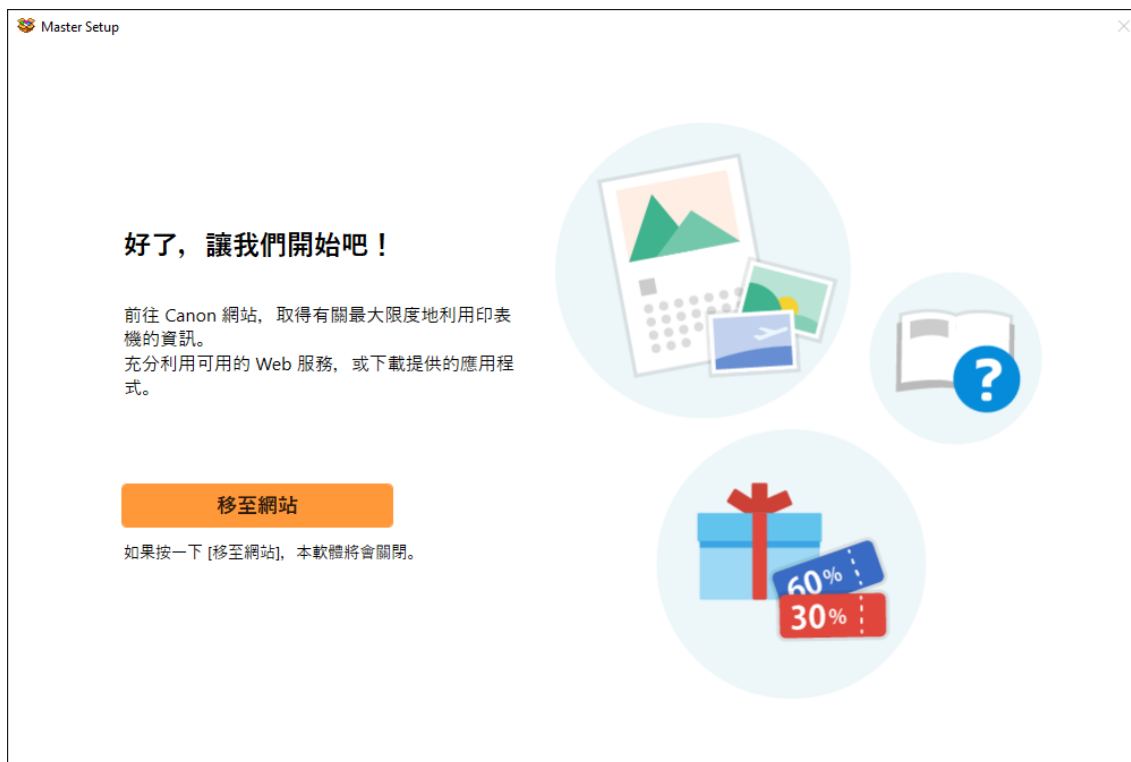 Master Setup
好了，讓我們開始吧！
前往 Canon 網站，取得有關最大限度地利用印表
機的資訊。
充分利用可用的 Web 服務，或下載提供的應用程
式。
移至網站
如果按一下 [移至網站]，本軟體將會關閉。
?
60%
30%